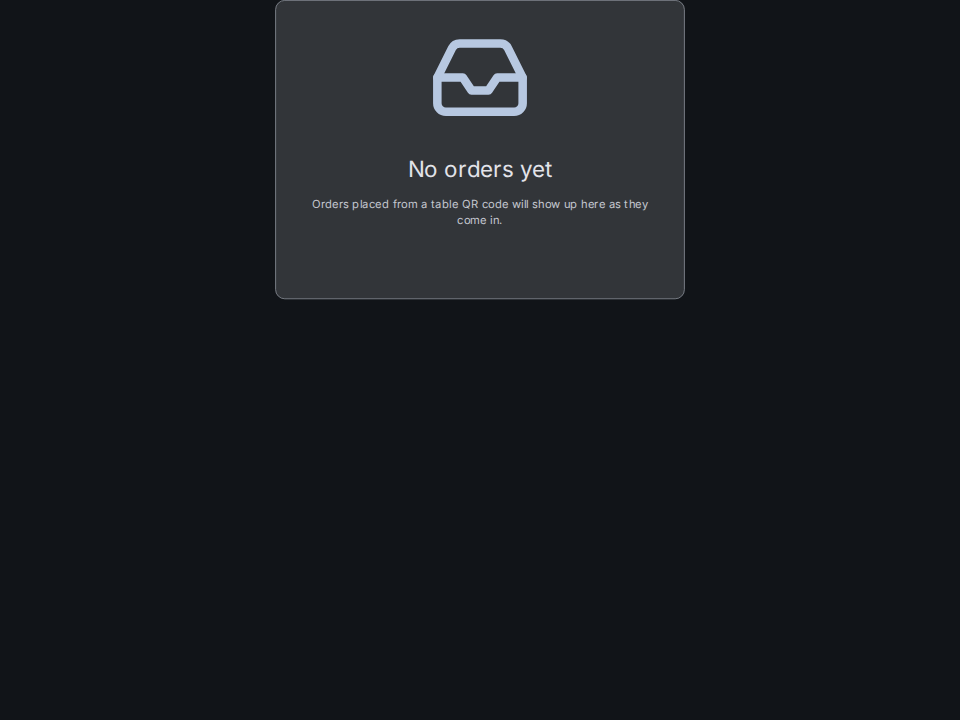 No orders yet
Orders placed from a table QR code will show up here as they
come in.